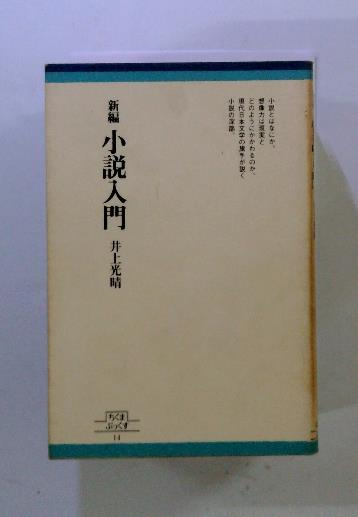 小説とはなにか。
想像力は現実と
どのようにかかわるのか。
現代日本文学の旗手が説く
小説の深部。
新編
小説入門
井上光晴
ちくま
ぶっくす
14